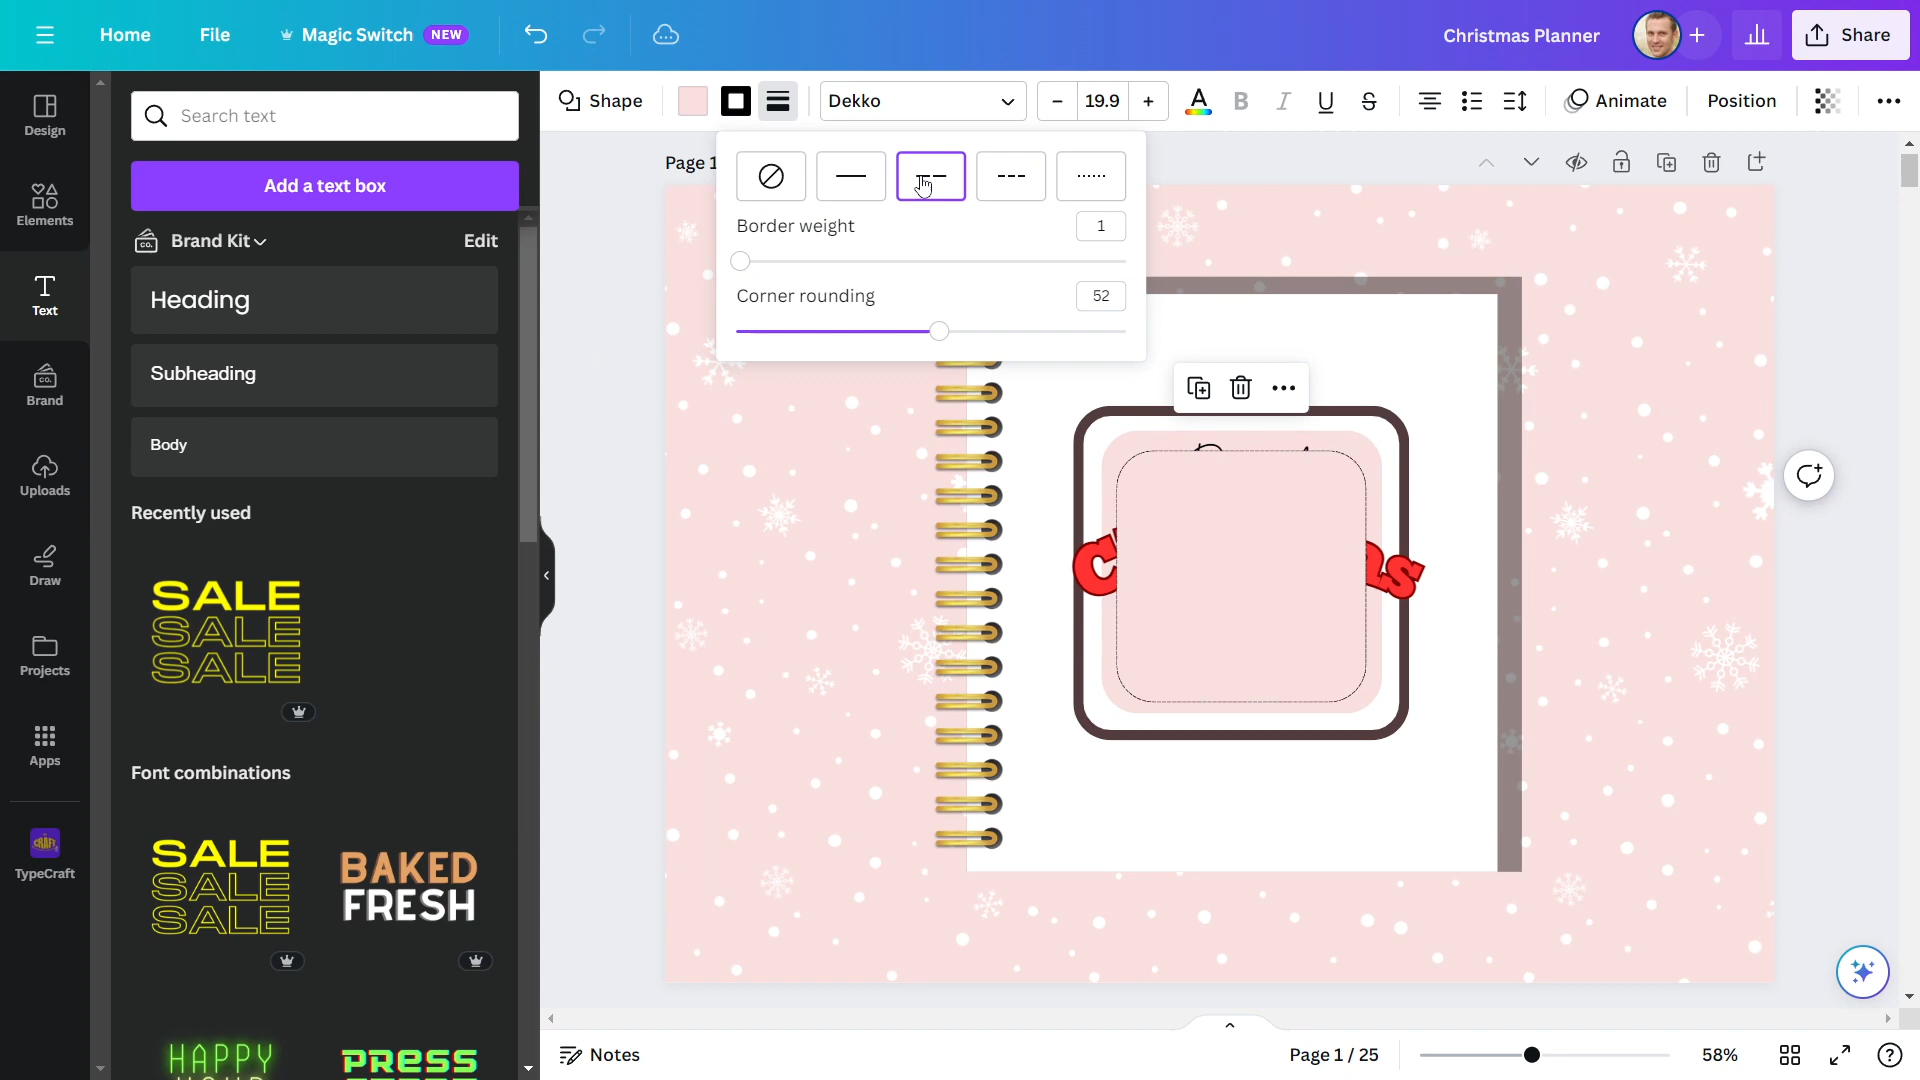 Home File Magic Switch NEW Christmas Planner Share
Design
Elements
Text
Brand
Uploads
Draw
Projects
Apps
CRAFT
TypeCraft
Search text
Add a text box
CO. Brand Kit Edit
Heading
Subheading
Body
Recently used
SALE
SALE
SALE
Font combinations
SALE
SALE
SALE
BAKED
FRESH
HAPPY
PRESS
Shape Dekko – 19.9 + A B I U S Animate Position
Page 1
Border weight 1
Corner rounding 52
Notes Page 1 / 25 58%